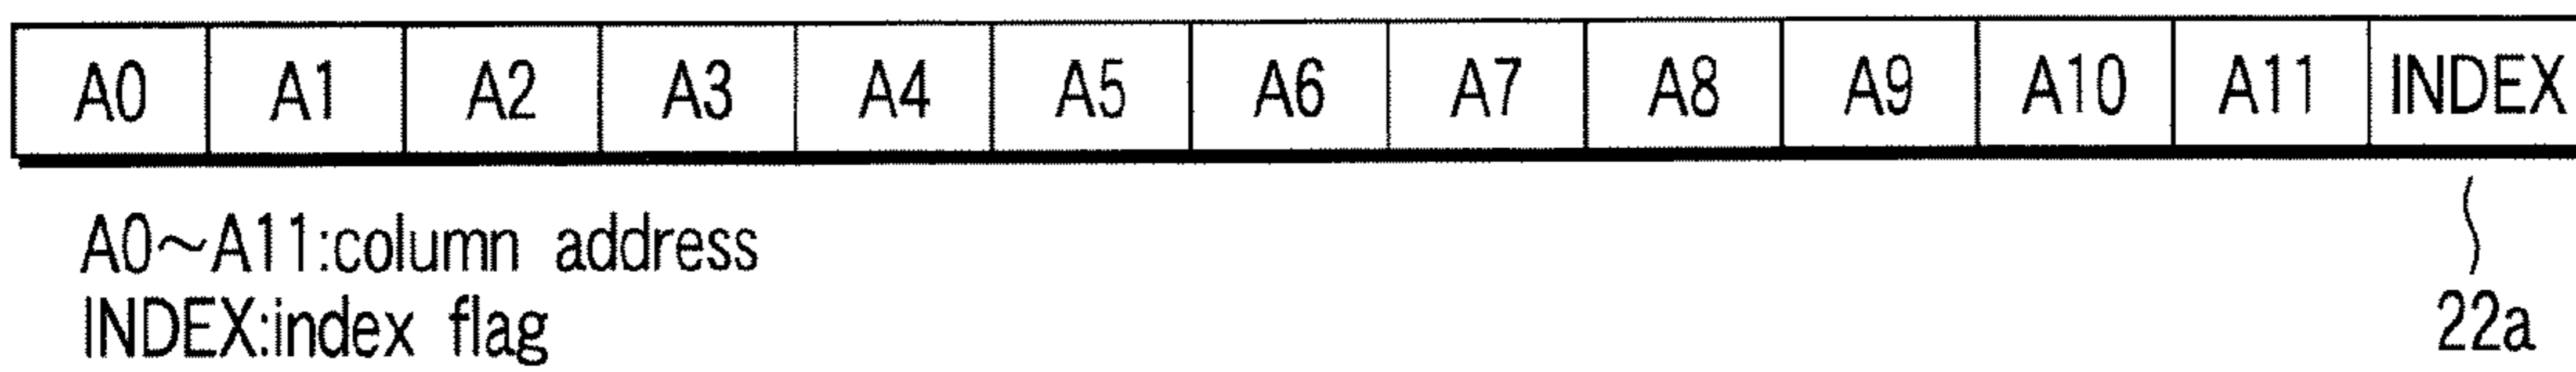 A0 A1 A2 A3 A4 A5 A6 A7 A8 A9 A10 A11 INDEX
A0~A11:column address
INDEX:index flag
22a